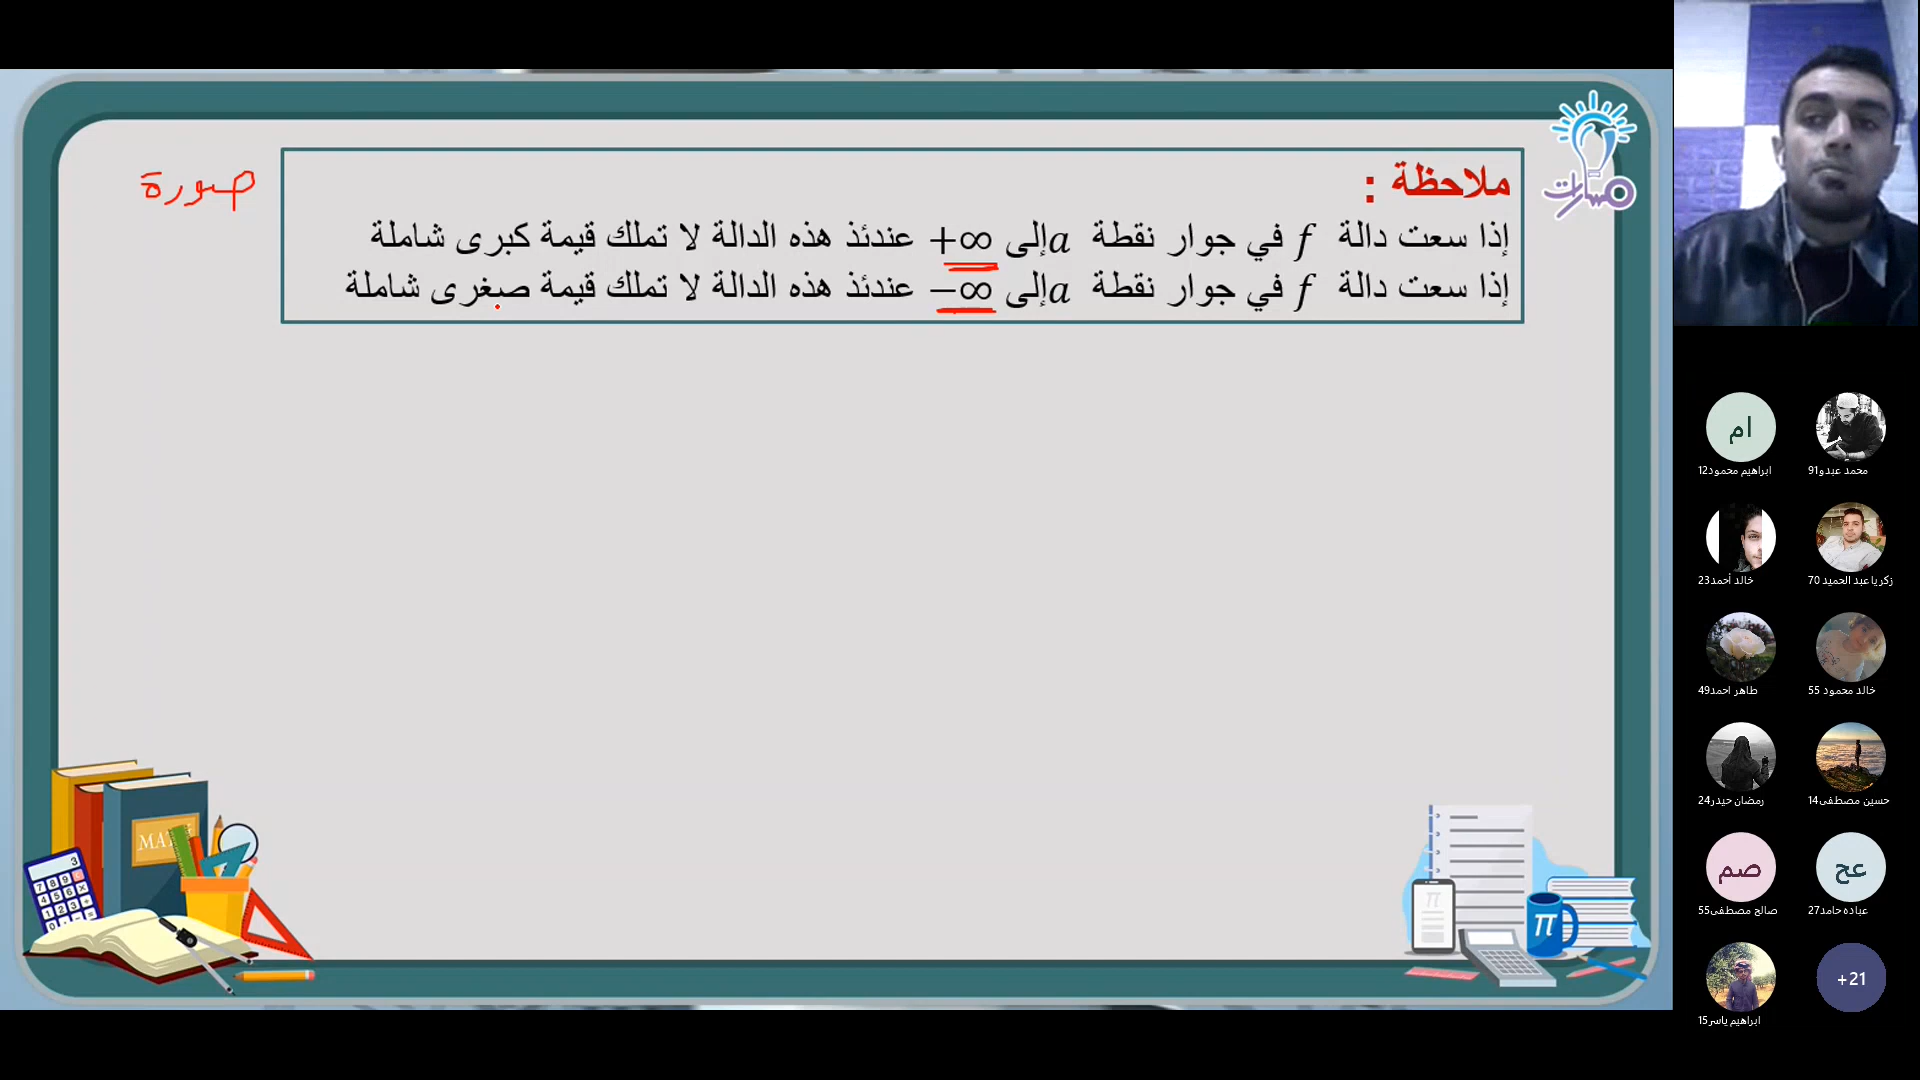 ملاحظة :
صورة
إذا سعت دالة f في جوار نقطة a إلى +∞ عندئذ هذه الدالة لا تملك قيمة كبرى شاملة
إذا سعت دالة f في جوار نقطة a إلى −∞ عندئذ هذه الدالة لا تملك قيمة صغرى شاملة
مسارات
MATH
π
π
ام
ابراهيم محمود12
محمد عبدو91
خالد أحمد23
زكريا عبد الحميد 70
طاهر احمد49
خالد محمود 55
رمضان حيدر24
حسين مصطفى14
صم
صالح مصطفى55
عح
عباده حامد27
ابراهيم ياسر15
+21